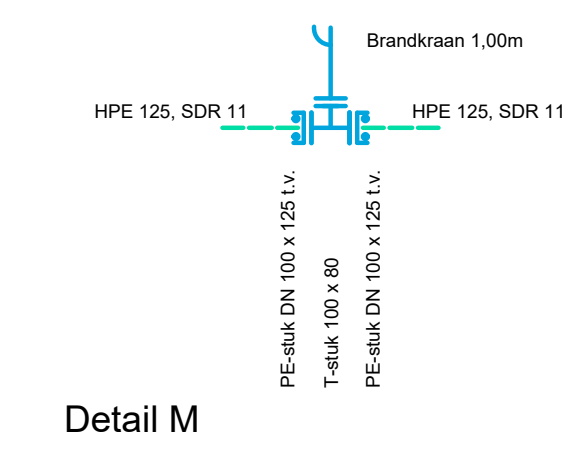 Brandkraan 1,00m
HPE 125, SDR 11
HPE 125, SDR 11
PE-stuk DN 100 x 125 t.v.
T-stuk 100 x 80
PE-stuk DN 100 x 125 t.v.
Detail M